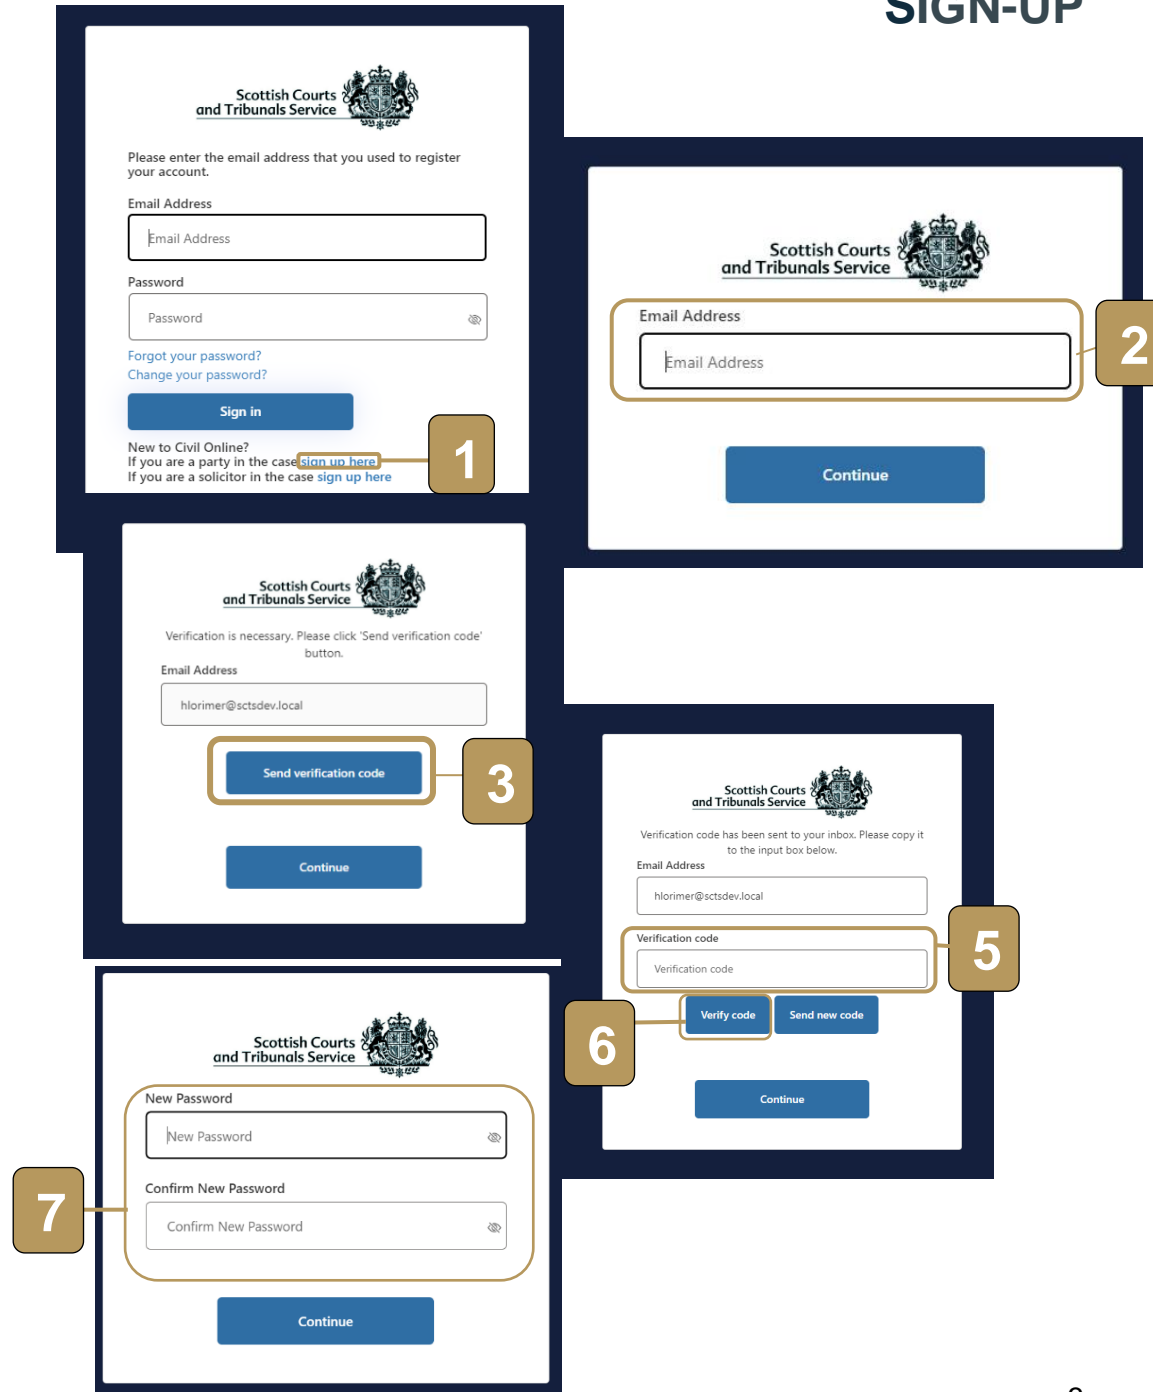 SIGN-UP
Scottish Courts
and Tribunals Service
Please enter the email address that you used to register
your account.
Email Address
Email Address
Password
Password
Forgot your password?
Change your password?
Sign in
New to Civil Online?
If you are a party in the case sign up here
If you are a solicitor in the case sign up here
1
Scottish Courts
and Tribunals Service
Email Address
Email Address
2
Continue
Scottish Courts
and Tribunals Service
Verification is necessary. Please click 'Send verification code'
button.
Email Address
hlorimer@sctsdev.local
Send verification code
3
Continue
Scottish Courts
and Tribunals Service
Verification code has been sent to your inbox. Please copy it
to the input box below.
Email Address
hlorimer@sctsdev.local
Verification code
Verification code
5
Verify code
Send new code
6
Continue
Scottish Courts
and Tribunals Service
New Password
New Password
Confirm New Password
Confirm New Password
7
Continue